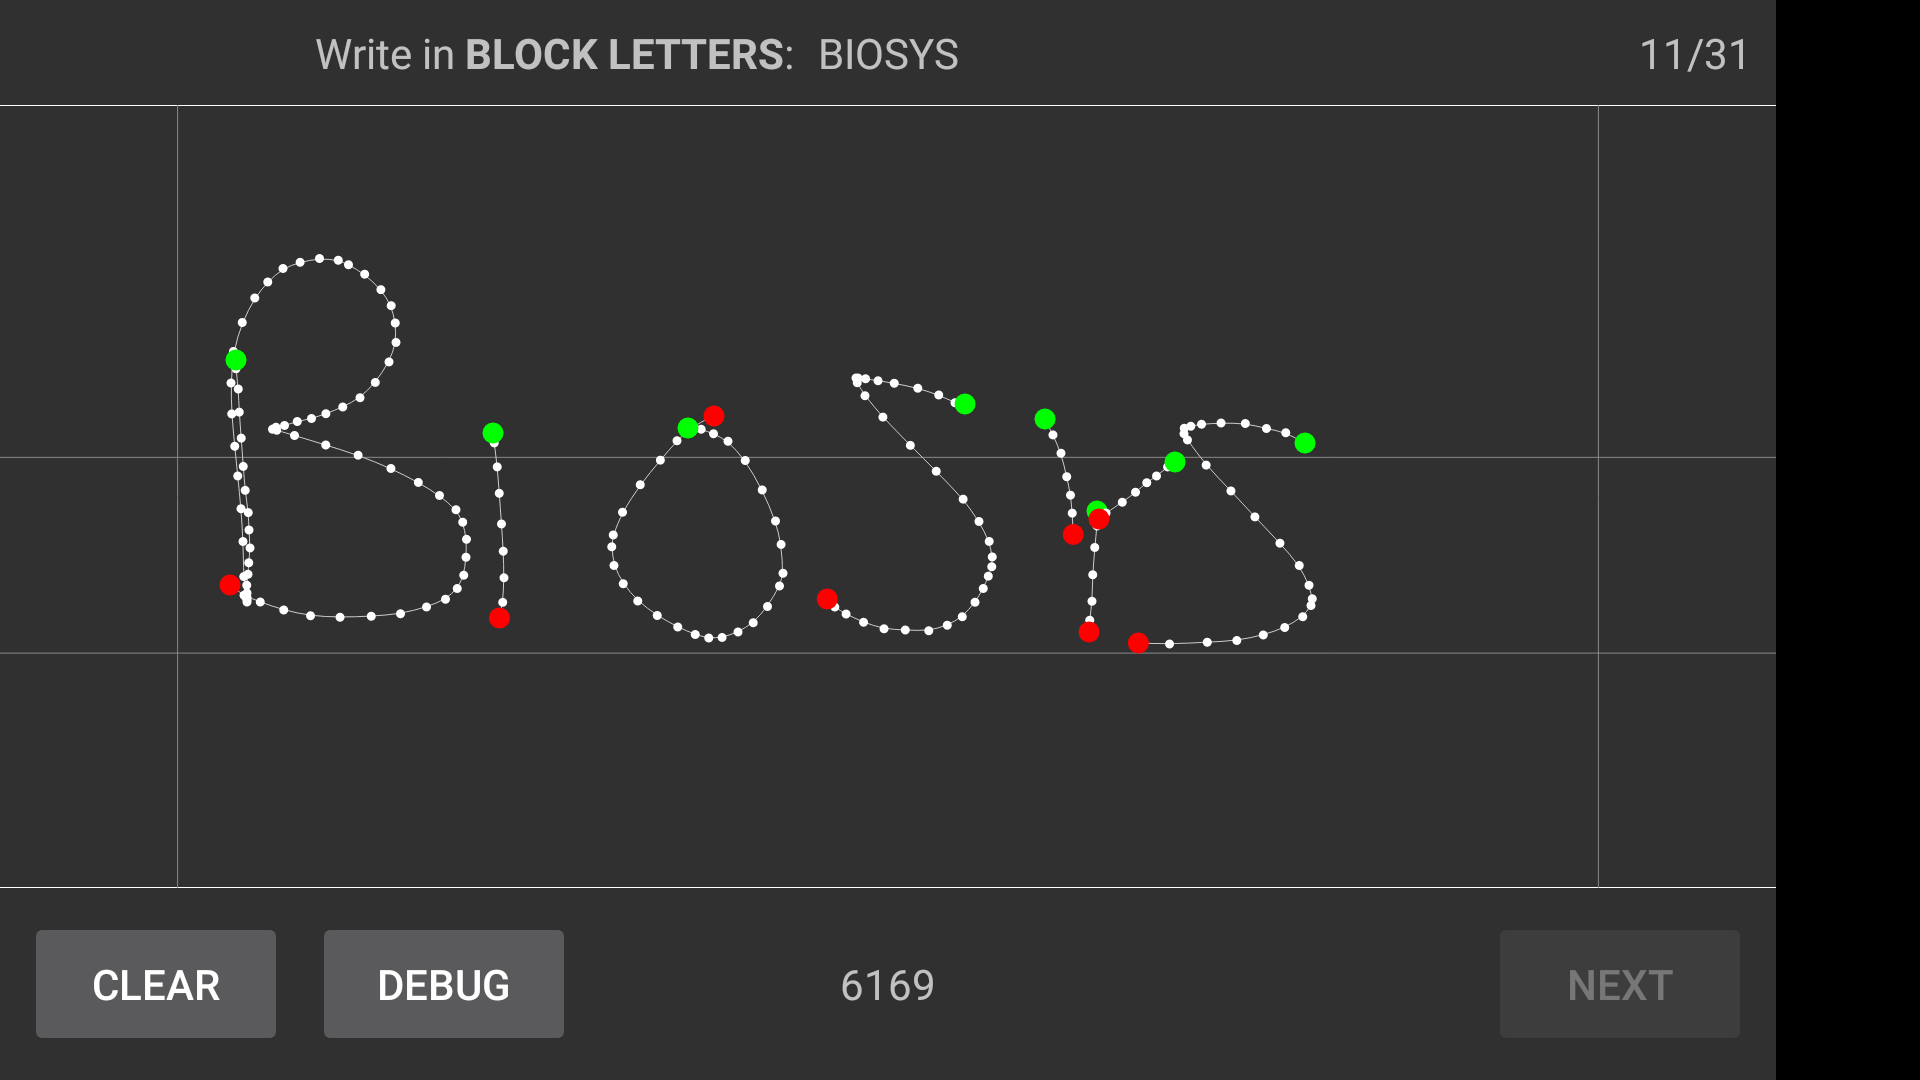 Write in BLOCK LETTERS: BIOSYS 11/31
BIOSYS
CLEAR DEBUG 6169 NEXT